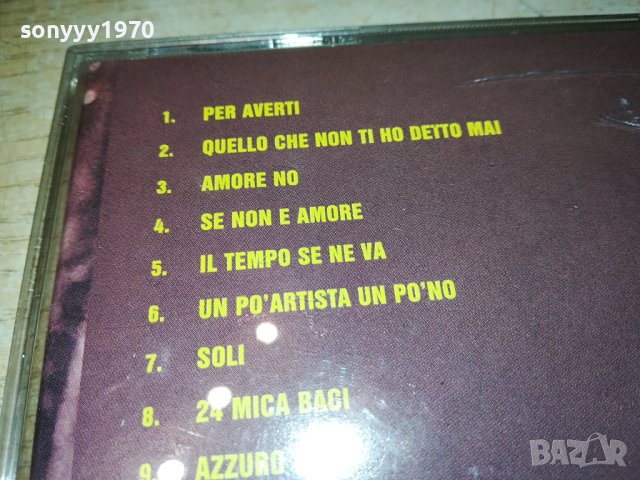 sonyyy1970
1. PER AVERTI
2. QUELLO CHE NON TI HO DETTO MAI
3. AMORE NO
4. SE NON E AMORE
5. IL TEMPO SE NE VA
6. UN PO'ARTISTA UN PO'NO
7. SOLI
8. 24 MICA BACI
9. AZZURO
BAZAR